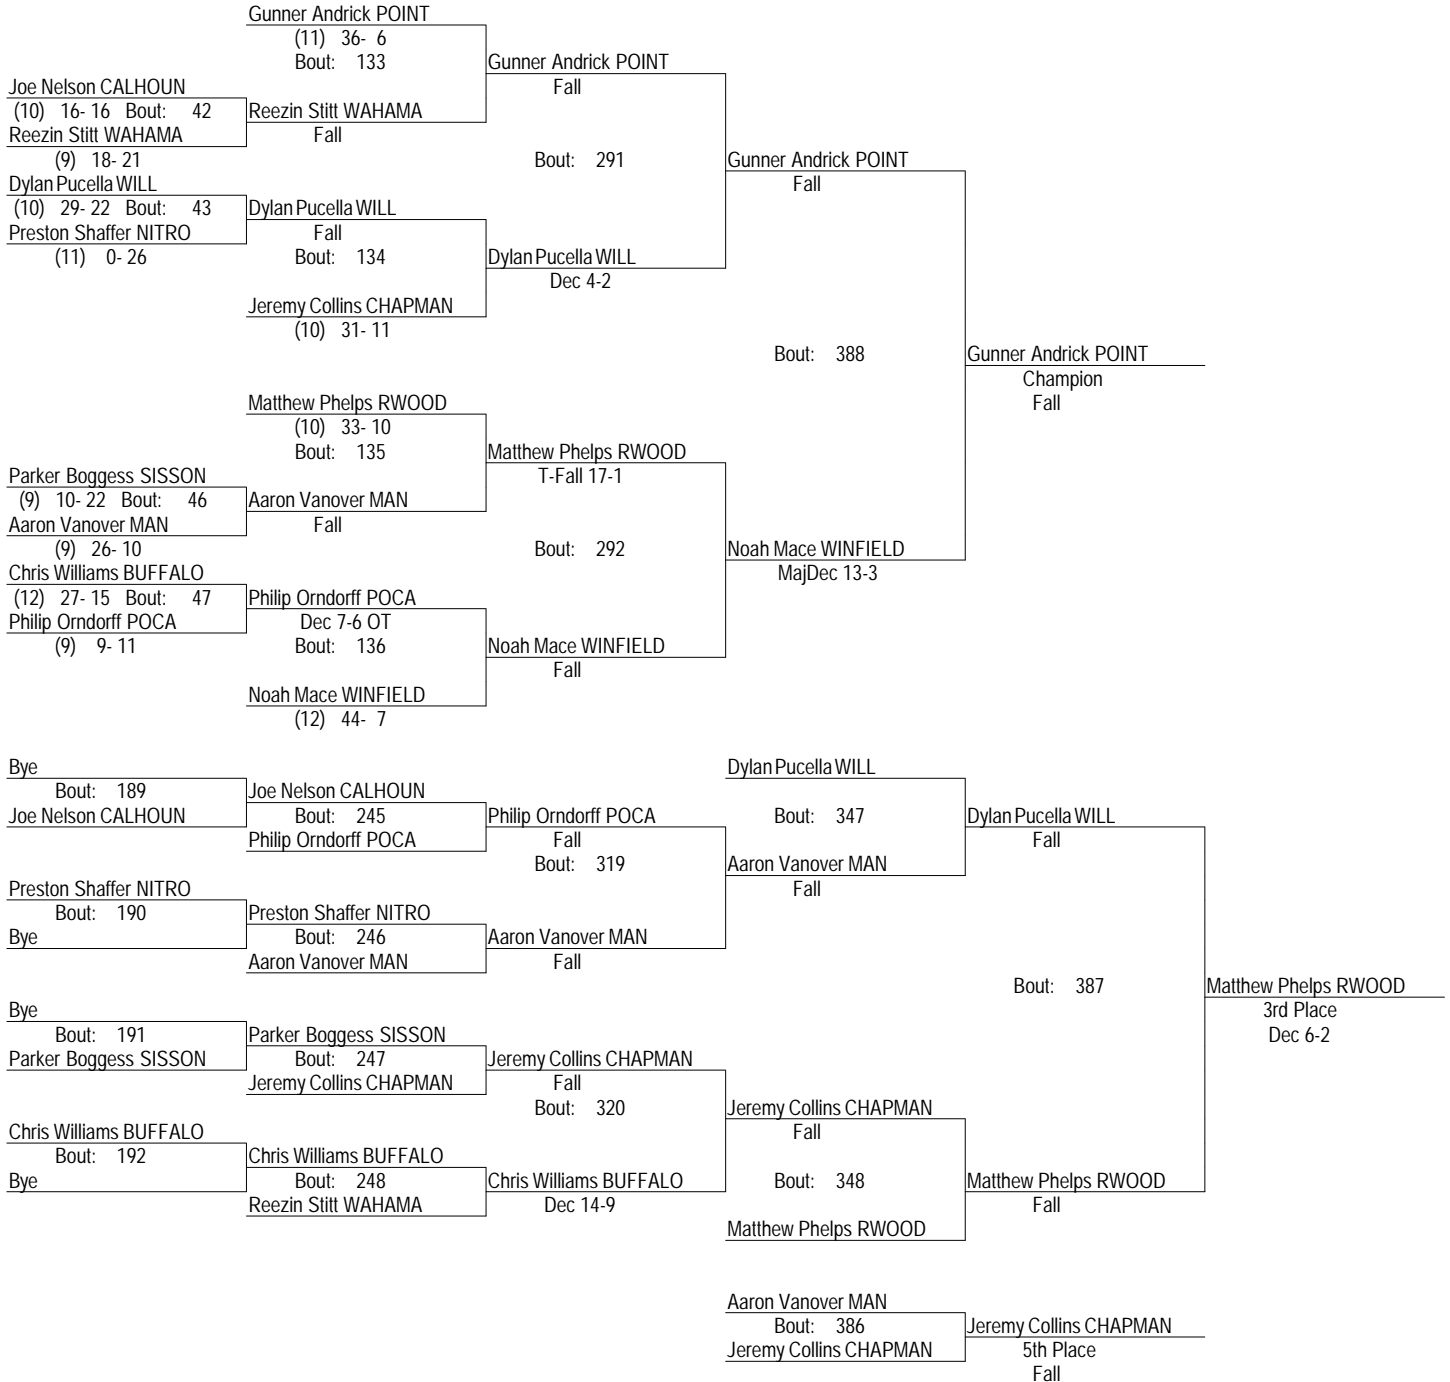 Gunner Andrick POINT
(11) 36- 6
Bout: 133
Gunner Andrick POINT
Fall
Joe Nelson CALHOUN
(10) 16- 16 Bout: 42
Reezin Stitt WAHAMA
Fall
Reezin Stitt WAHAMA
(9) 18- 21
Bout: 291
Gunner Andrick POINT
Fall
Dylan Pucella WILL
(10) 29- 22 Bout: 43
Dylan Pucella WILL
Fall
Preston Shaffer NITRO
(11) 0- 26
Bout: 134
Dylan Pucella WILL
Dec 4-2
Jeremy Collins CHAPMAN
(10) 31- 11
Bout: 388
Gunner Andrick POINT
Champion
Fall
Matthew Phelps RWOOD
(10) 33- 10
Bout: 135
Matthew Phelps RWOOD
T-Fall 17-1
Parker Boggess SISSON
(9) 10- 22 Bout: 46
Aaron Vanover MAN
Fall
Aaron Vanover MAN
(9) 26- 10
Bout: 292
Noah Mace WINFIELD
MajDec 13-3
Chris Williams BUFFALO
(12) 27- 15 Bout: 47
Philip Orndorff POCA
Dec 7-6 OT
Philip Orndorff POCA
(9) 9- 11
Bout: 136
Noah Mace WINFIELD
Fall
Noah Mace WINFIELD
(12) 44- 7
Bye
Bout: 189
Joe Nelson CALHOUN
Joe Nelson CALHOUN
Bout: 245
Philip Orndorff POCA
Philip Orndorff POCA
Fall
Bout: 319
Dylan Pucella WILL
Bout: 347
Dylan Pucella WILL
Fall
Aaron Vanover MAN
Fall
Preston Shaffer NITRO
Bout: 190
Bye
Preston Shaffer NITRO
Bout: 246
Aaron Vanover MAN
Aaron Vanover MAN
Fall
Bout: 387
Matthew Phelps RWOOD
3rd Place
Dec 6-2
Bye
Bout: 191
Parker Boggess SISSON
Parker Boggess SISSON
Bout: 247
Jeremy Collins CHAPMAN
Jeremy Collins CHAPMAN
Fall
Bout: 320
Jeremy Collins CHAPMAN
Fall
Chris Williams BUFFALO
Bout: 192
Bye
Chris Williams BUFFALO
Bout: 248
Reezin Stitt WAHAMA
Chris Williams BUFFALO
Dec 14-9
Bout: 348
Matthew Phelps RWOOD
Fall
Matthew Phelps RWOOD
Aaron Vanover MAN
Bout: 386
Jeremy Collins CHAPMAN
Jeremy Collins CHAPMAN
5th Place
Fall